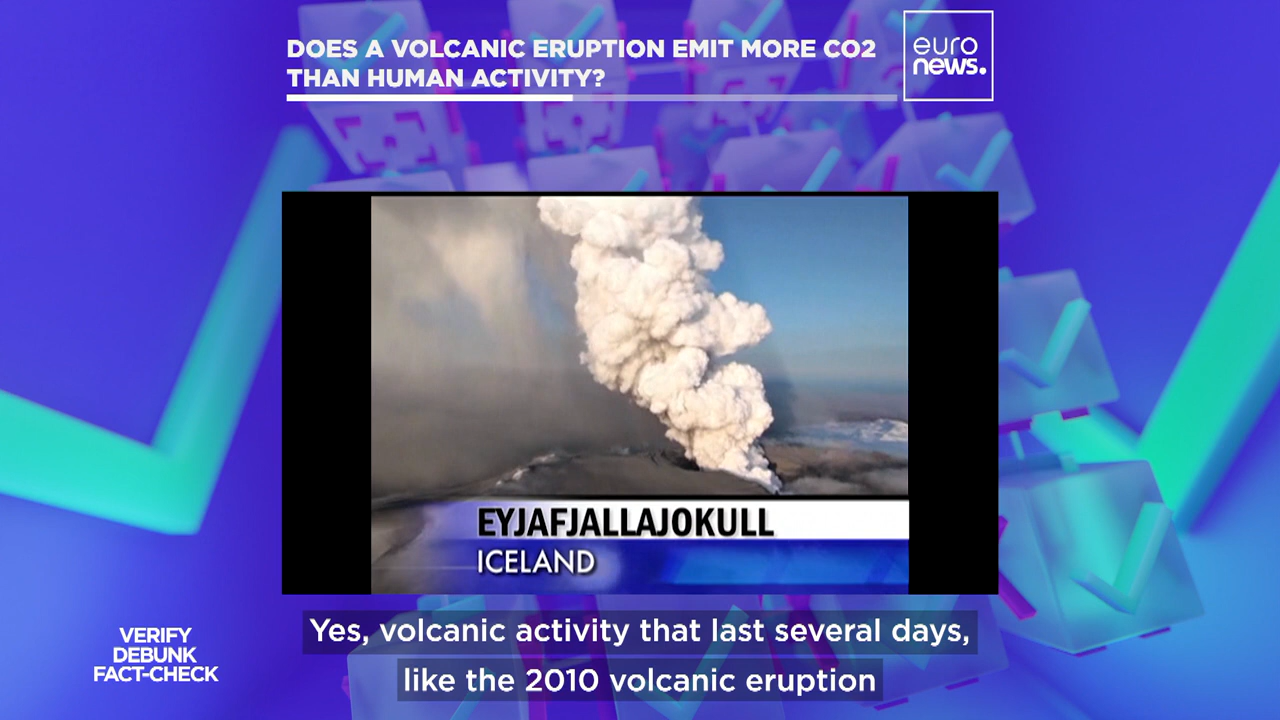 DOES A VOLCANIC ERUPTION EMIT MORE CO2
THAN HUMAN ACTIVITY?
euro
news.
EYJAFJALLAJOKULL
ICELAND
Yes, volcanic activity that last several days,
like the 2010 volcanic eruption
VERIFY
DEBUNK
FACT-CHECK